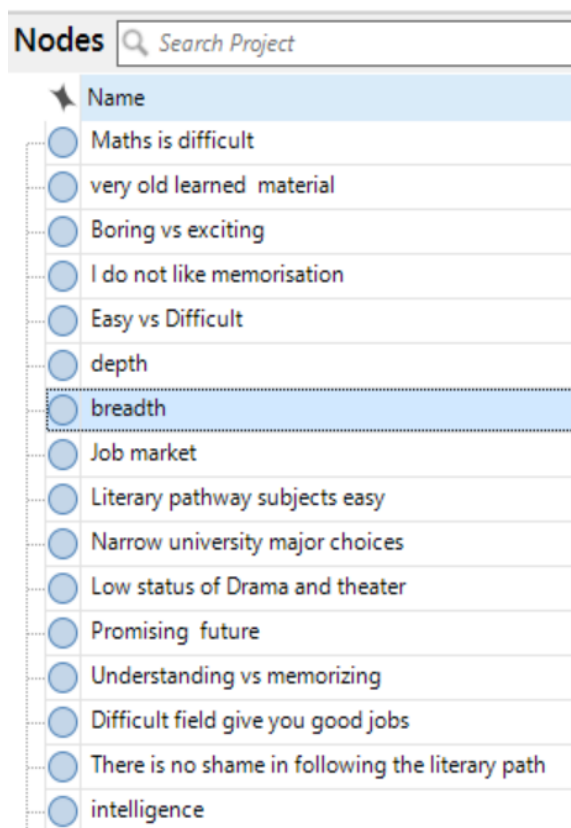 Nodes Search Project
Name
Maths is difficult
very old learned  material
Boring vs exciting
I do not like memorisation
Easy vs Difficult
depth
breadth
Job market
Literary pathway subjects easy
Narrow university major choices
Low status of Drama and theater
Promising  future
Understanding vs memorizing
Difficult field give you good jobs
There is no shame in following the literary path
intelligence